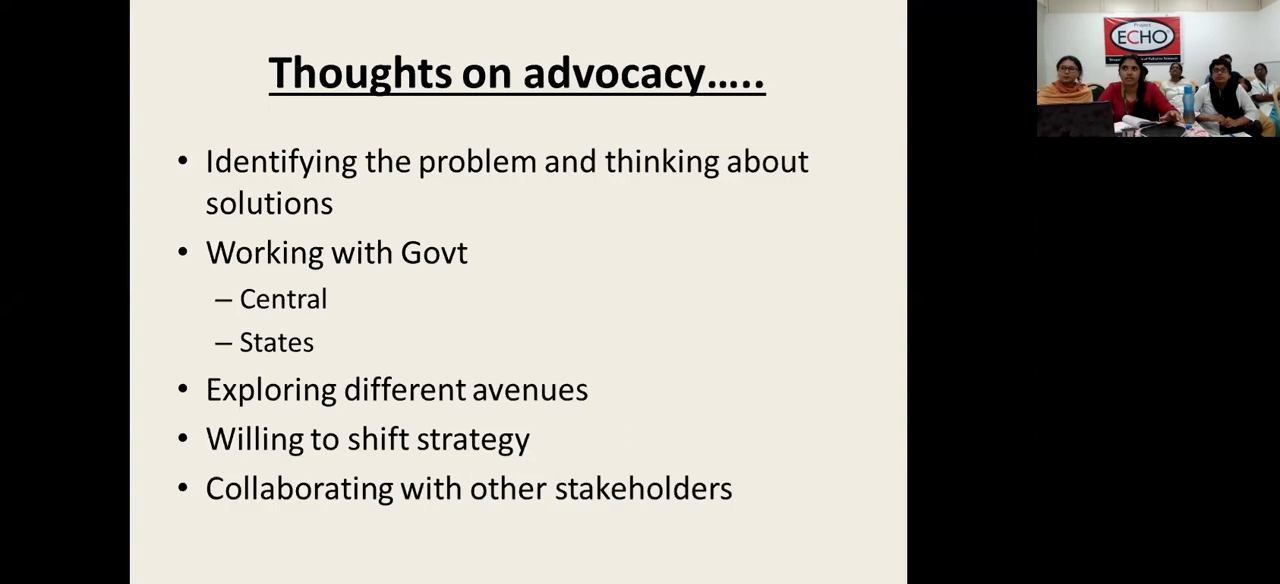 Thoughts on advocacy…..
• Identifying the problem and thinking about
solutions
• Working with Govt
– Central
– States
• Exploring different avenues
• Willing to shift strategy
• Collaborating with other stakeholders
Project
ECHO